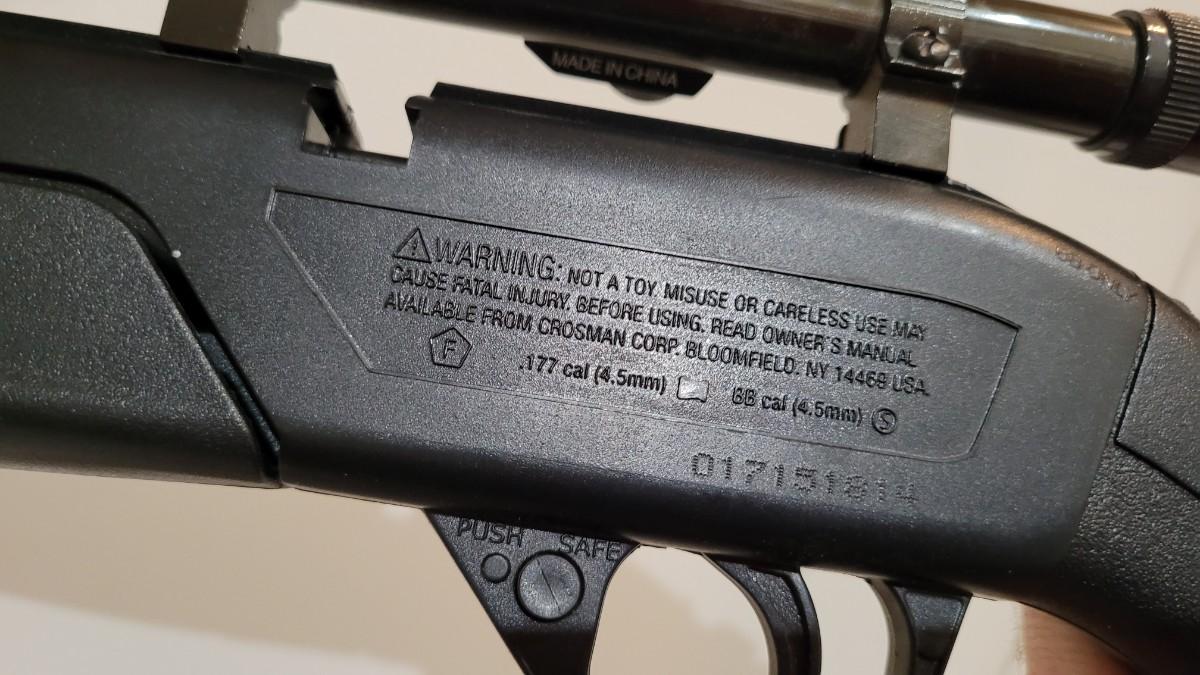 MADE IN CHINA
WARNING: NOT A TOY. MISUSE OR CARELESS USE MAY
CAUSE FATAL INJURY. BEFORE USING, READ OWNER'S MANUAL
AVAILABLE FROM CROSMAN CORP. BLOOMFIELD, NY 14469 USA.
F .177 cal (4.5mm) BB cal (4.5mm) S
017151814
PUSH SAFE